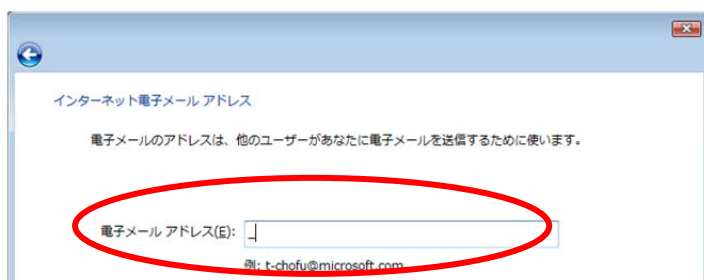 インターネット電子メール アドレス
電子メールのアドレスは、他のユーザーがあなたに電子メールを送信するために使います。
電子メール アドレス(E): _
例: t-chofu@microsoft.com